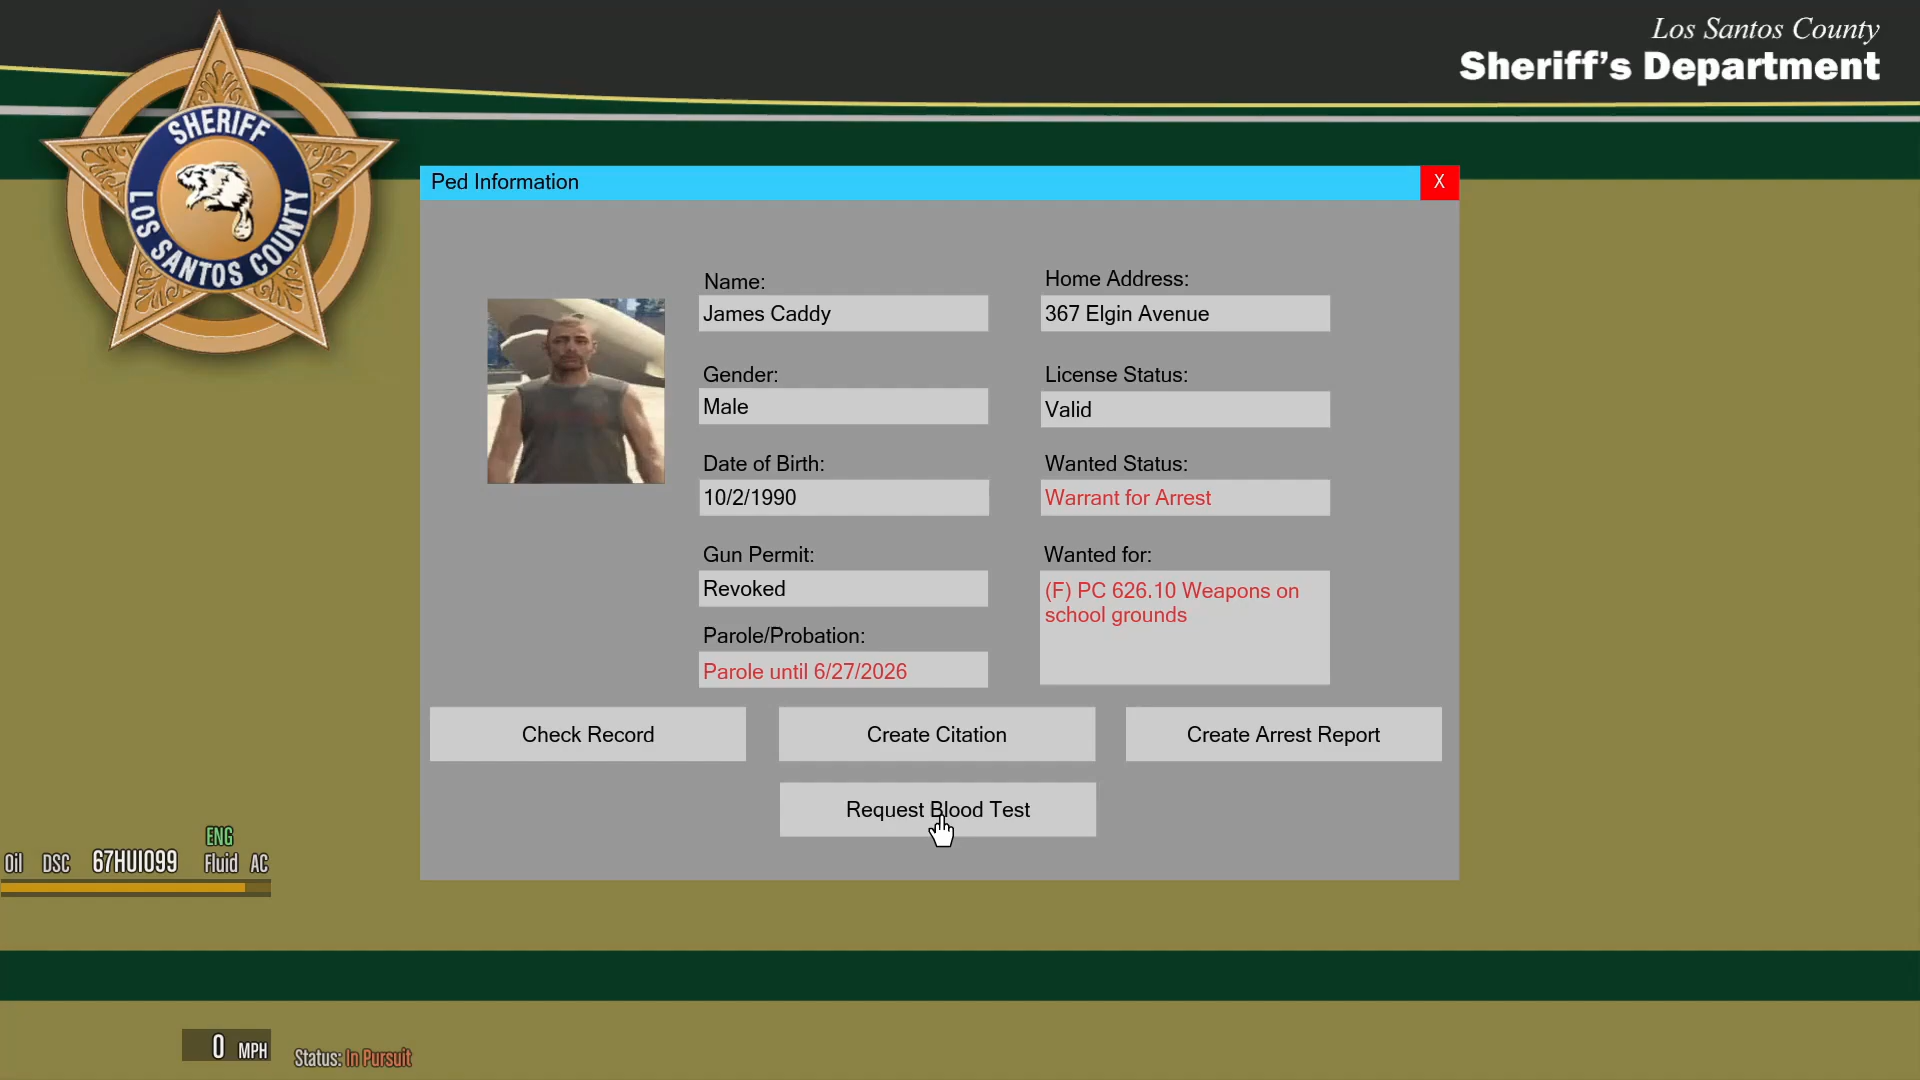 Los Santos County
Sheriff's Department
SHERIFF
LOS SANTOS COUNTY
Ped Information
X
Name:
James Caddy
Home Address:
367 Elgin Avenue
Gender:
Male
License Status:
Valid
Date of Birth:
10/2/1990
Wanted Status:
Warrant for Arrest
Gun Permit:
Revoked
Wanted for:
(F) PC 626.10 Weapons on
school grounds
Parole/Probation:
Parole until 6/27/2026
Check Record
Create Citation
Create Arrest Report
Request Blood Test
ENG
Oil DSC 67HUI099 Fluid AC
0 MPH
Status: In Pursuit